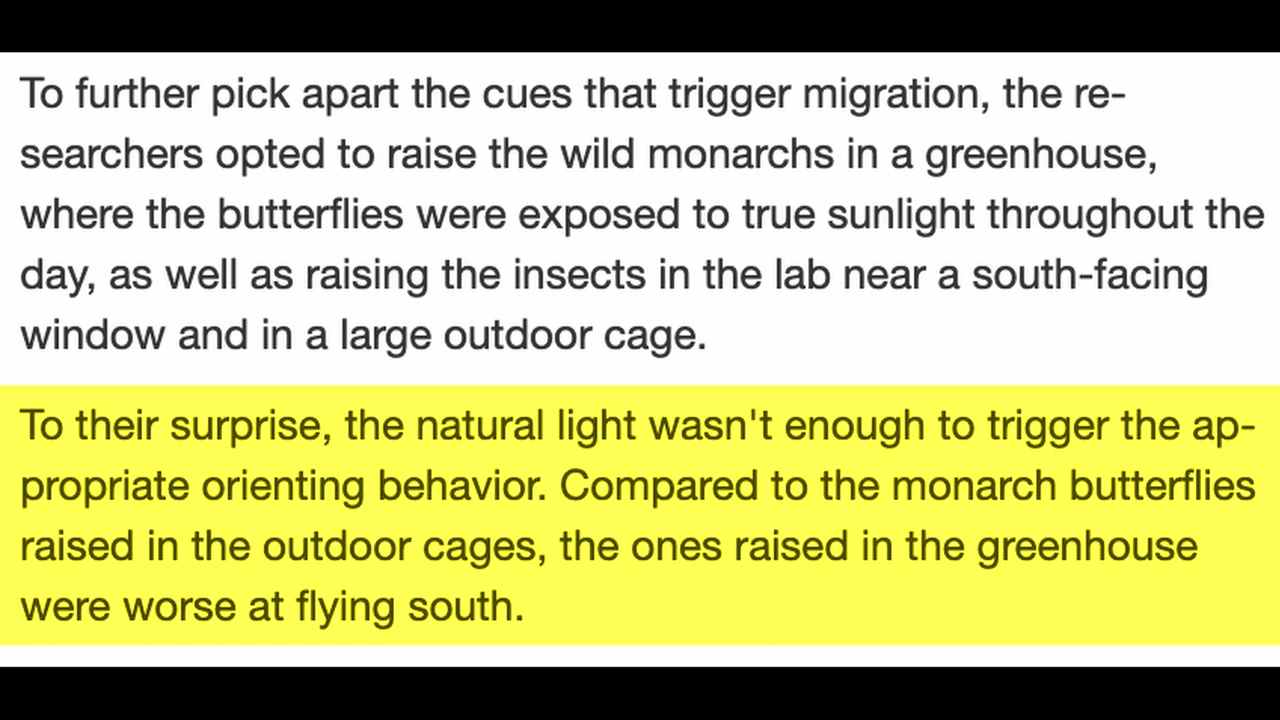 To further pick apart the cues that trigger migration, the re-
searchers opted to raise the wild monarchs in a greenhouse,
where the butterflies were exposed to true sunlight throughout the
day, as well as raising the insects in the lab near a south-facing
window and in a large outdoor cage.
To their surprise, the natural light wasn't enough to trigger the ap-
propriate orienting behavior. Compared to the monarch butterflies
raised in the outdoor cages, the ones raised in the greenhouse
were worse at flying south.